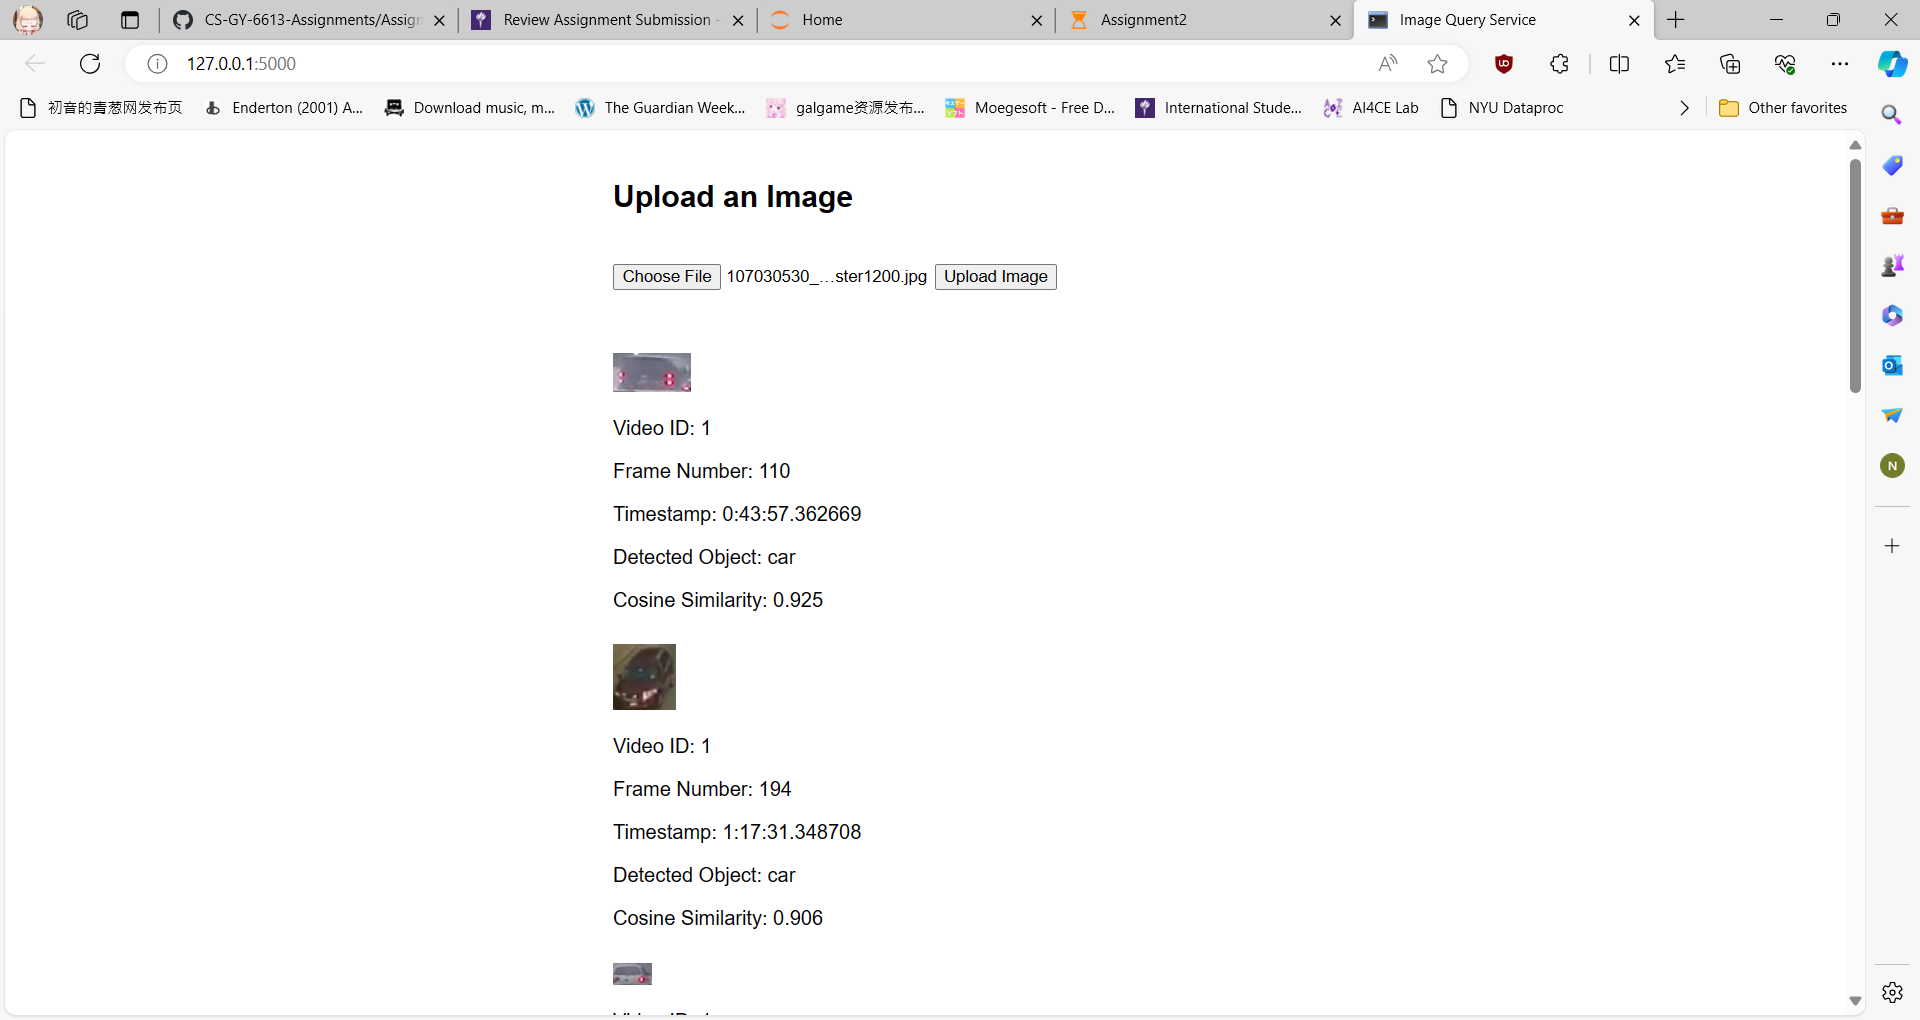 CS-GY-6613-Assignments/Assign
Review Assignment Submission -
Home
Assignment2
Image Query Service
127.0.0.1:5000
初音的青葱网发布页
Enderton (2001) A...
Download music, m...
The Guardian Week...
galgame资源发布...
Moegesoft - Free D...
International Stude...
AI4CE Lab
NYU Dataproc
Other favorites
Upload an Image
Choose File 107030530_...ster1200.jpg Upload Image
Video ID: 1
Frame Number: 110
Timestamp: 0:43:57.362669
Detected Object: car
Cosine Similarity: 0.925
Video ID: 1
Frame Number: 194
Timestamp: 1:17:31.348708
Detected Object: car
Cosine Similarity: 0.906
N